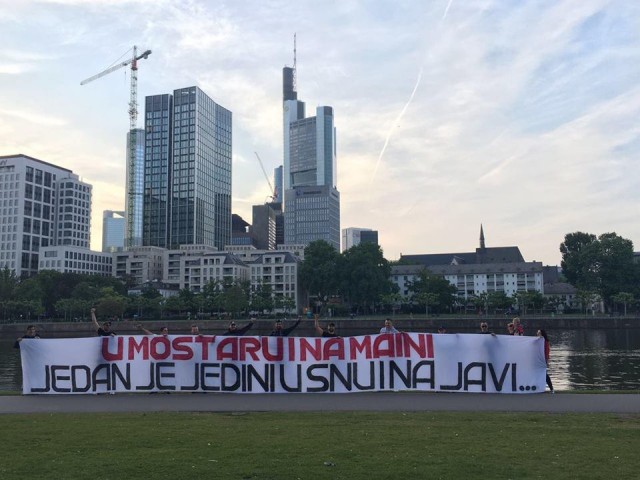 U MOSTARU I NA MAINI
JEDAN JE JEDINI U SNU I NA JAVI...